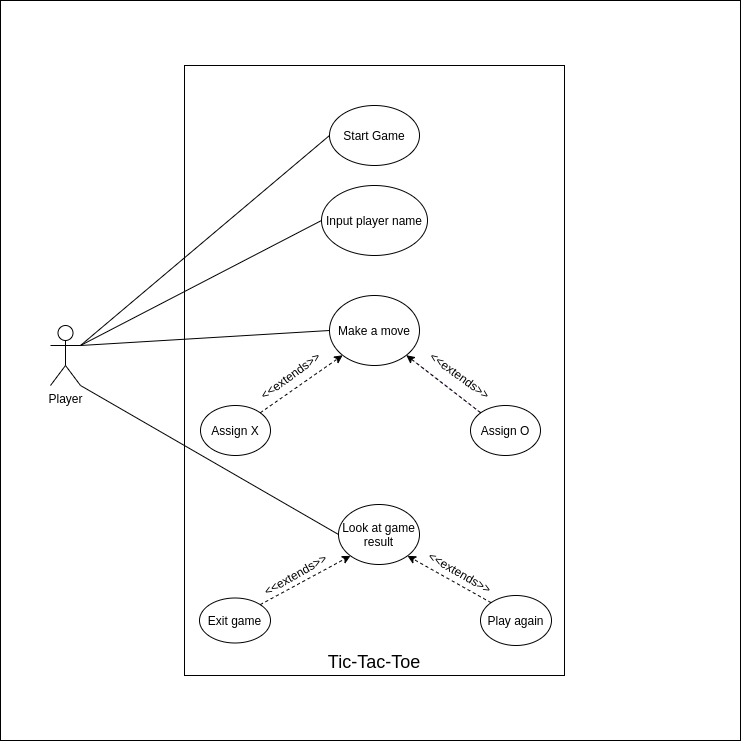 Start Game
Input player name
Make a move
<<extends>>
<<extends>>
Player
Assign X
Assign O
Look at game
result
<<extends>>
<<extends>>
Exit game
Play again
Tic-Tac-Toe